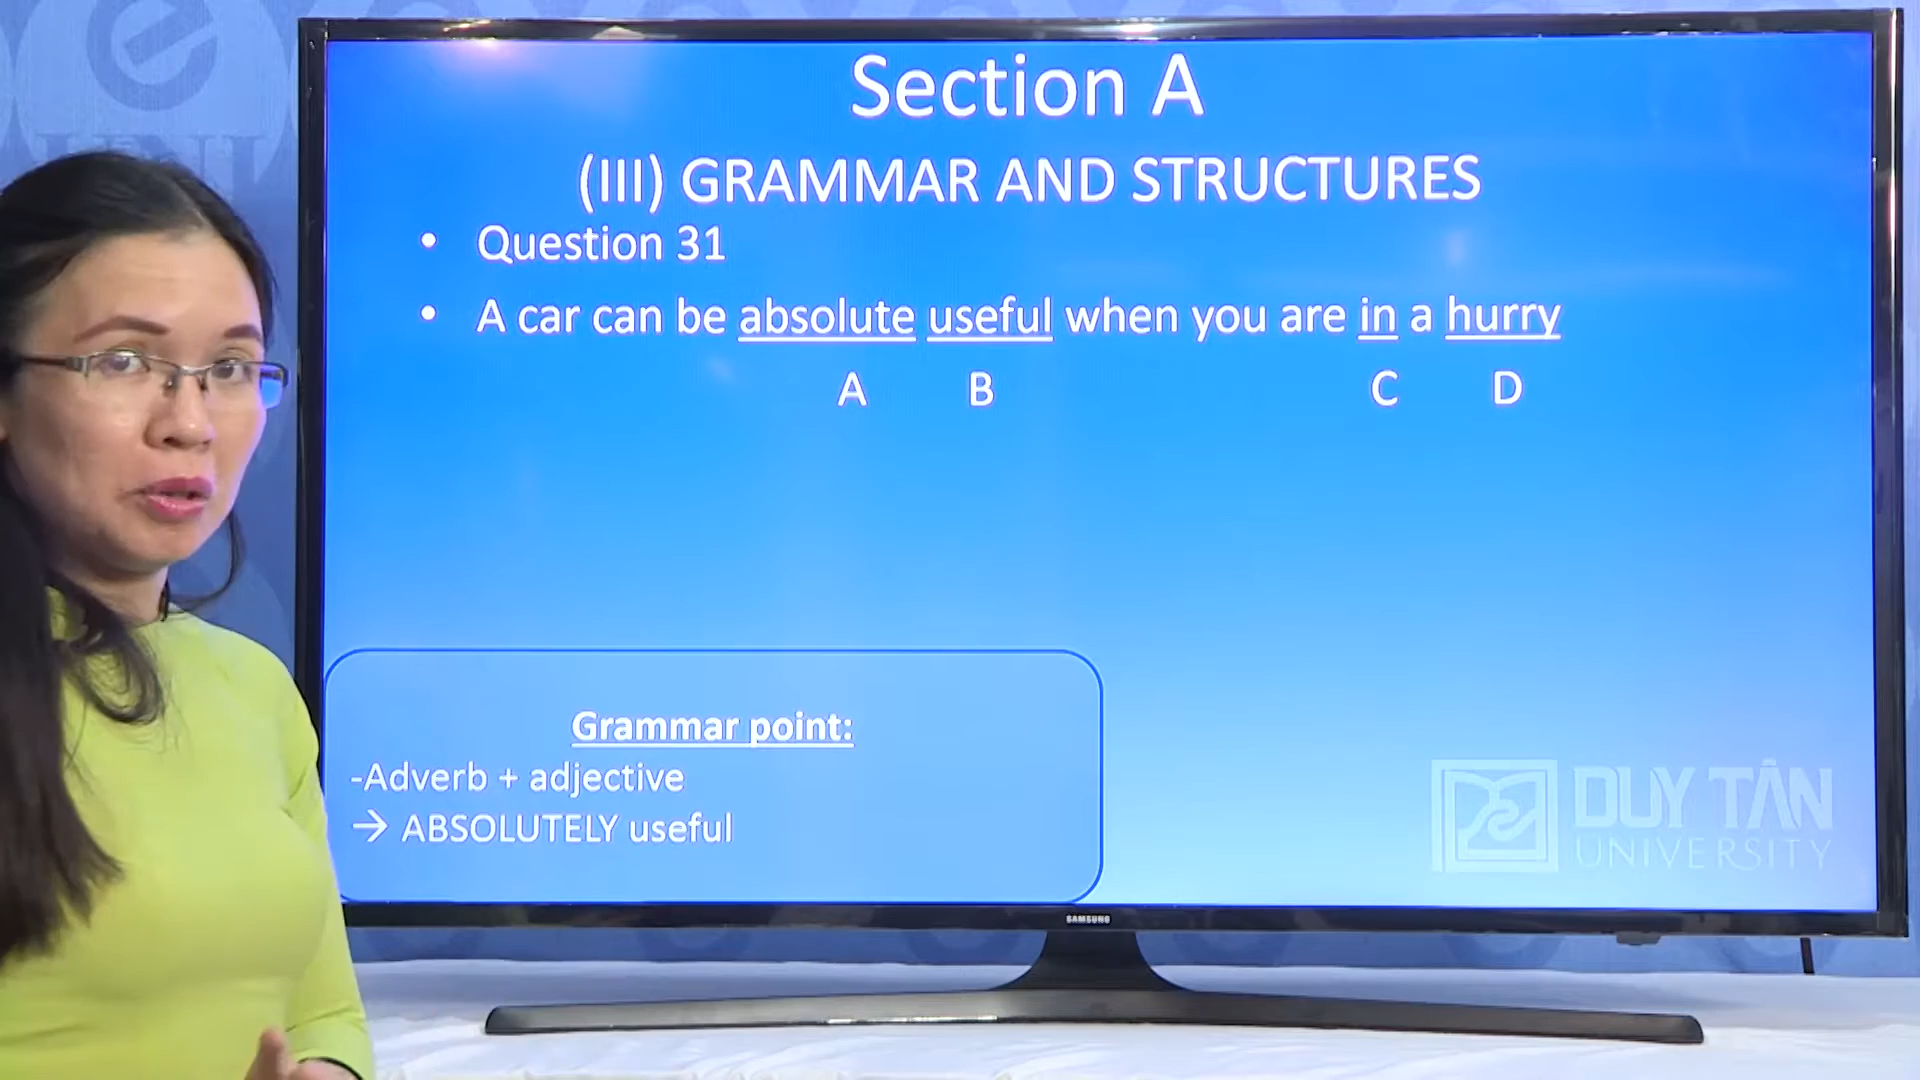 UNI
Section A
(III) GRAMMAR AND STRUCTURES
• Question 31
• A car can be absolute useful when you are in a hurry
A B C D
Grammar point:
-Adverb + adjective
→ ABSOLUTELY useful
DUY TÂN
UNIVERSITY
SAMSUNG